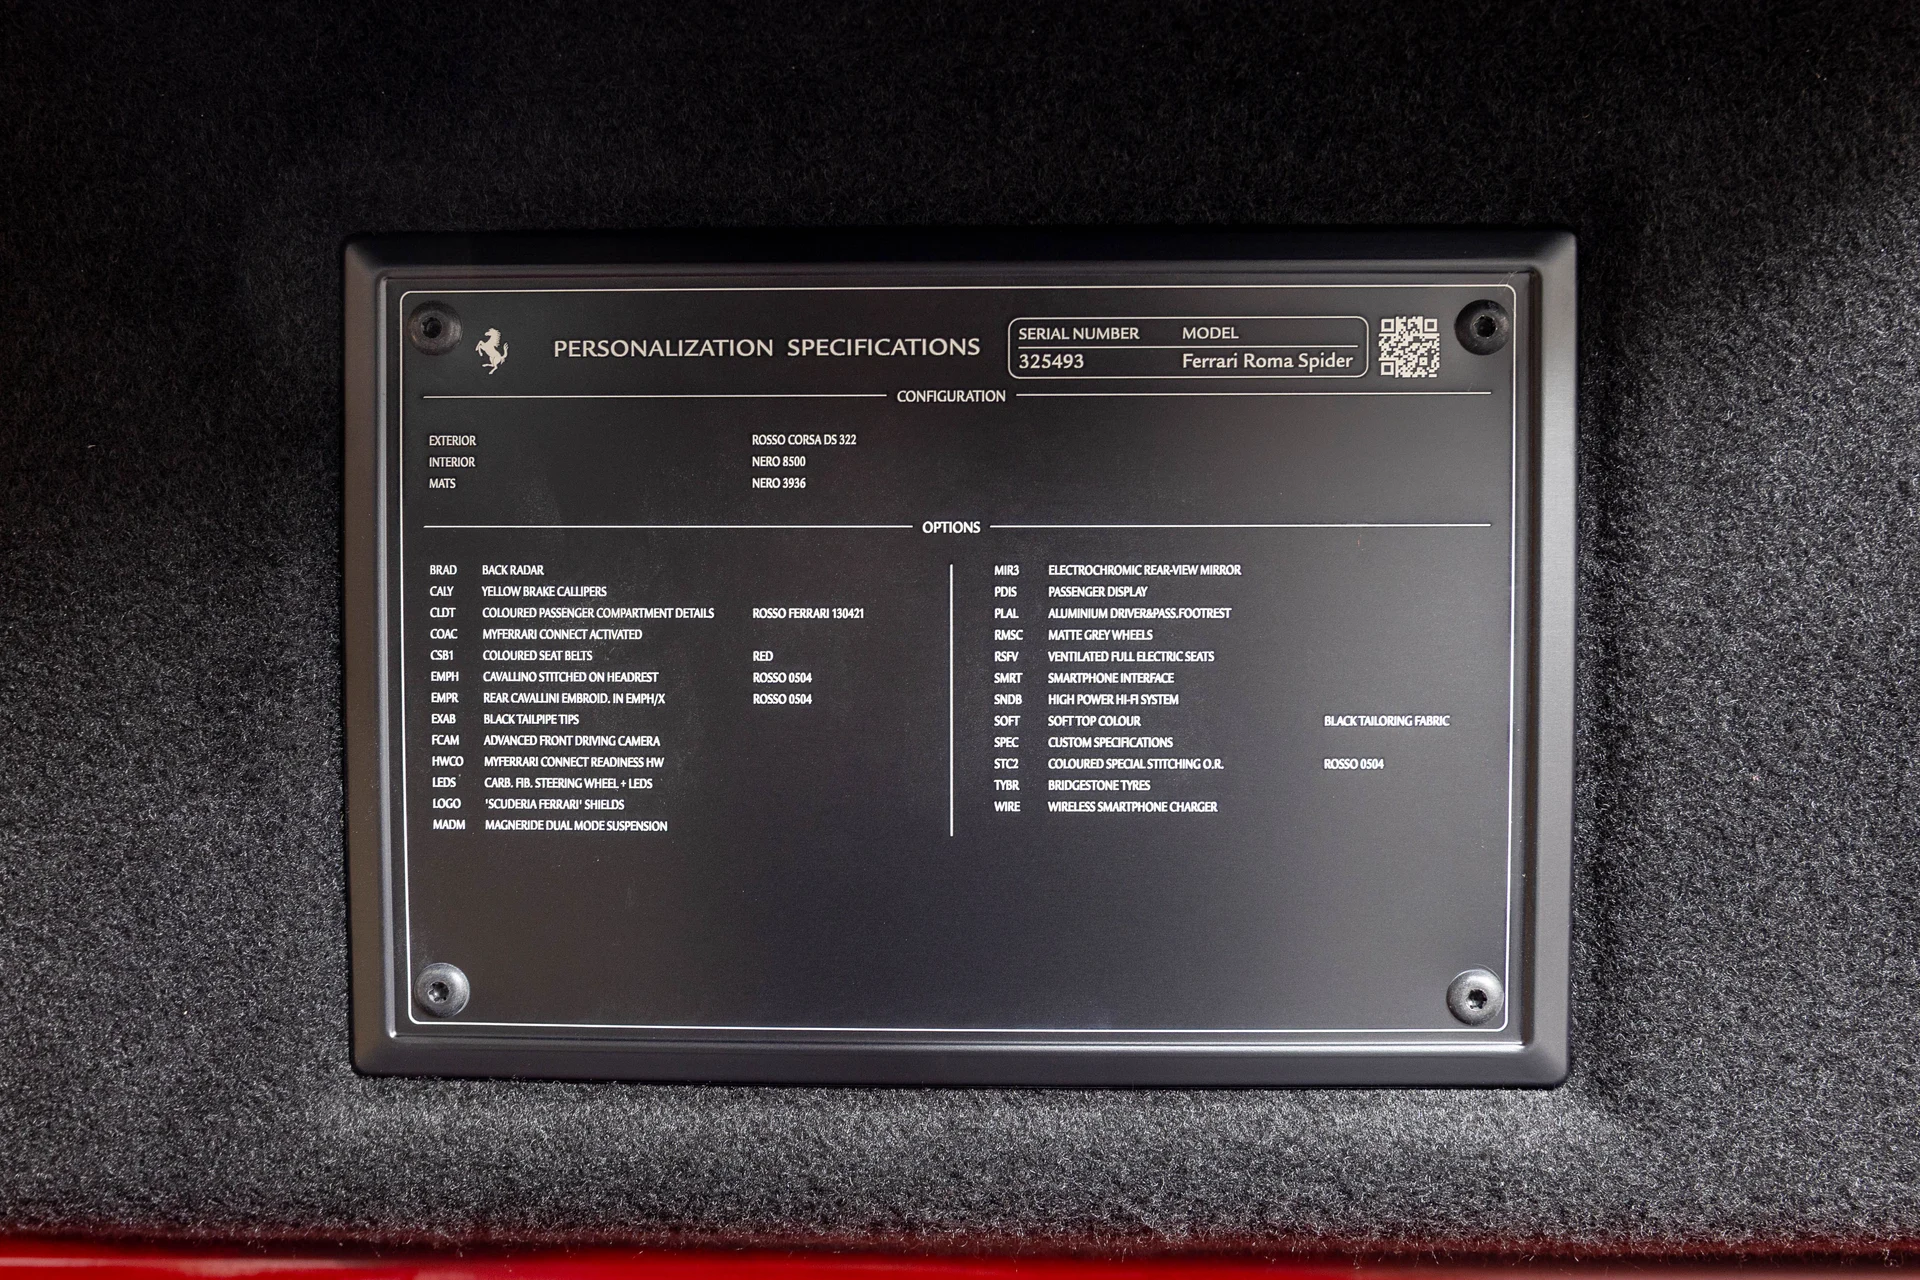 PERSONALIZATION SPECIFICATIONS
SERIAL NUMBER MODEL
325493 Ferrari Roma Spider
CONFIGURATION
EXTERIOR ROSSO CORSA DS 322
INTERIOR NERO 8500
MATS NERO 3936
OPTIONS
BRAD BACK RADAR
CALY YELLOW BRAKE CALLIPERS
CLDT COLOURED PASSENGER COMPARTMENT DETAILS ROSSO FERRARI 130421
COAC MYFERRARI CONNECT ACTIVATED
CSB1 COLOURED SEAT BELTS RED
EMPH CAVALLINO STITCHED ON HEADREST ROSSO 0504
EMPR REAR CAVALLINI EMBROID. IN EMPH/X ROSSO 0504
EXAB BLACK TAILPIPE TIPS
FCAM ADVANCED FRONT DRIVING CAMERA
HWCO MYFERRARI CONNECT READINESS HW
LEDS CARB. FIB. STEERING WHEEL + LEDS
LOGO 'SCUDERIA FERRARI' SHIELDS
MADM MAGNERIDE DUAL MODE SUSPENSION
MIR3 ELECTROCHROMIC REAR-VIEW MIRROR
PDIS PASSENGER DISPLAY
PLAL ALUMINIUM DRIVER&PASS.FOOTREST
RMSC MATTE GREY WHEELS
RSFV VENTILATED FULL ELECTRIC SEATS
SMRT SMARTPHONE INTERFACE
SNDB HIGH POWER HI-FI SYSTEM
SOFT SOFT TOP COLOUR BLACK TAILORING FABRIC
SPEC CUSTOM SPECIFICATIONS
STC2 COLOURED SPECIAL STITCHING O.R. ROSSO 0504
TYBR BRIDGESTONE TYRES
WIRE WIRELESS SMARTPHONE CHARGER